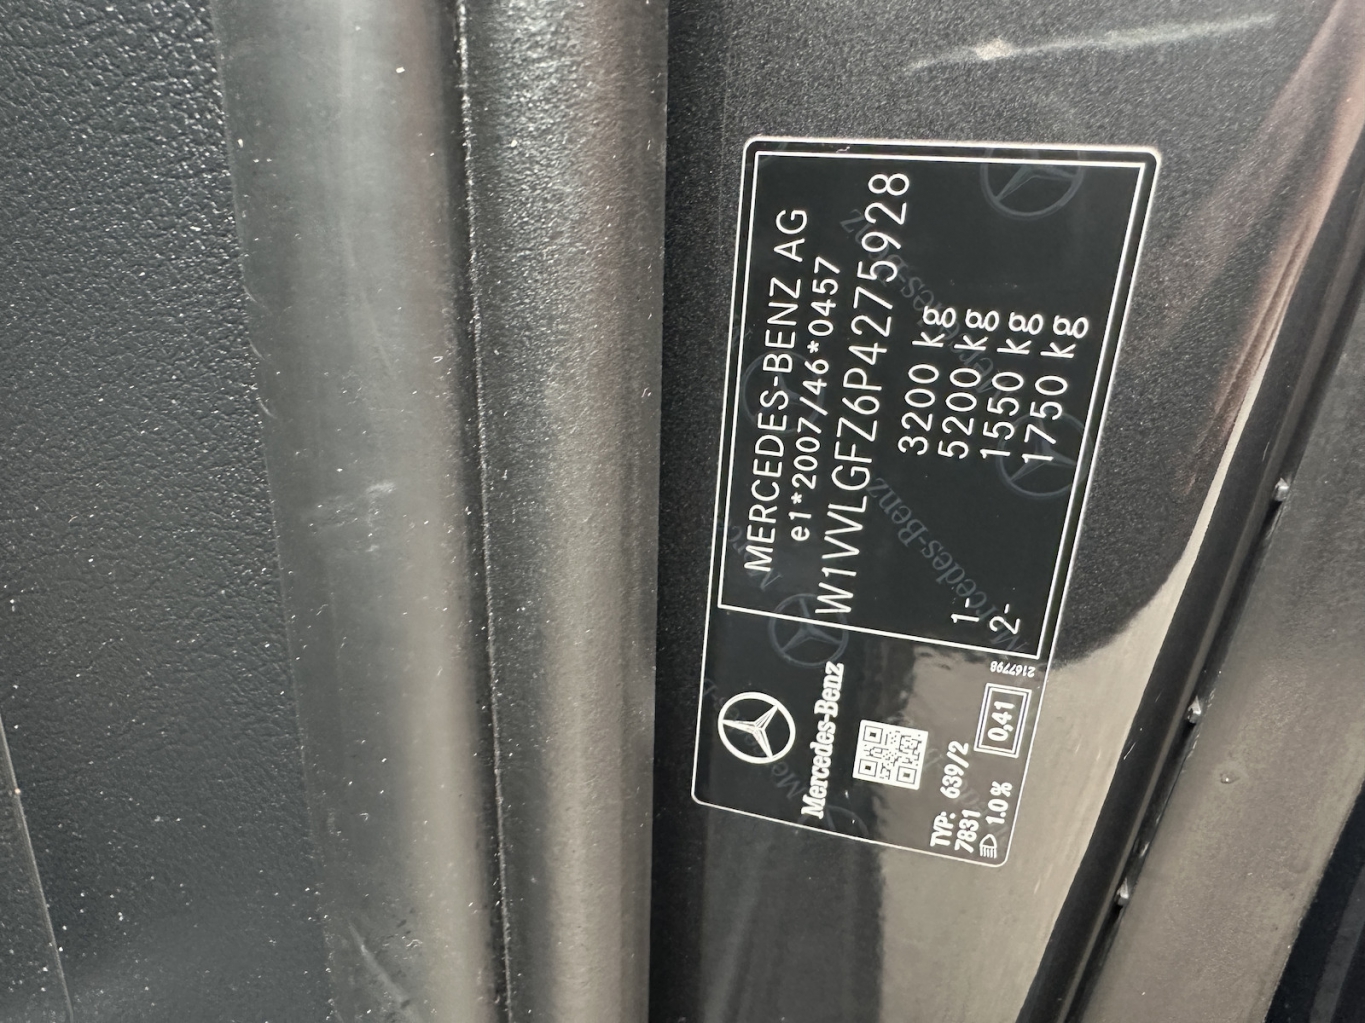 Mercedes-Benz
TYP: 639/2
7831
1.0 %
0,41
2167798
MERCEDES-BENZ AG
e1*2007/46*0457
W1VVLGFZ6P4275928
3200 kg
5200 kg
1- 1550 kg
2- 1750 kg